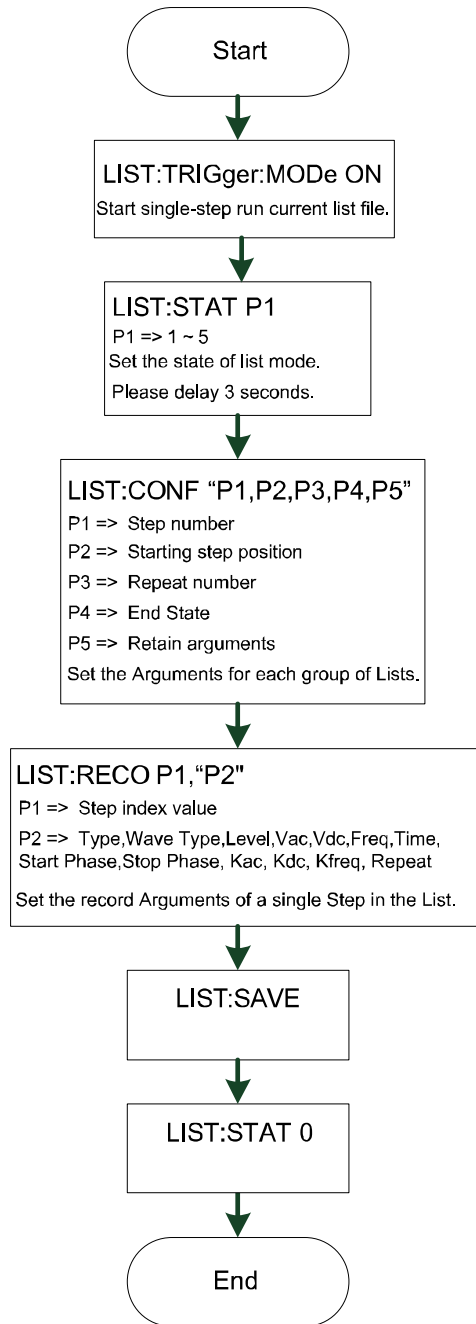 Start
LIST:TRIGger:MODe ON
Start single-step run current list file.
LIST:STAT P1
P1 => 1 ~ 5
Set the state of list mode.
Please delay 3 seconds.
LIST:CONF “P1,P2,P3,P4,P5”
P1 => Step number
P2 => Starting step position
P3 => Repeat number
P4 => End State
P5 => Retain arguments
Set the Arguments for each group of Lists.
LIST:RECO P1,“P2"
P1 => Step index value
P2 => Type,Wave Type,Level,Vac,Vdc,Freq,Time,
Start Phase,Stop Phase, Kac, Kdc, Kfreq, Repeat
Set the record Arguments of a single Step in the List.
LIST:SAVE
LIST:STAT 0
End